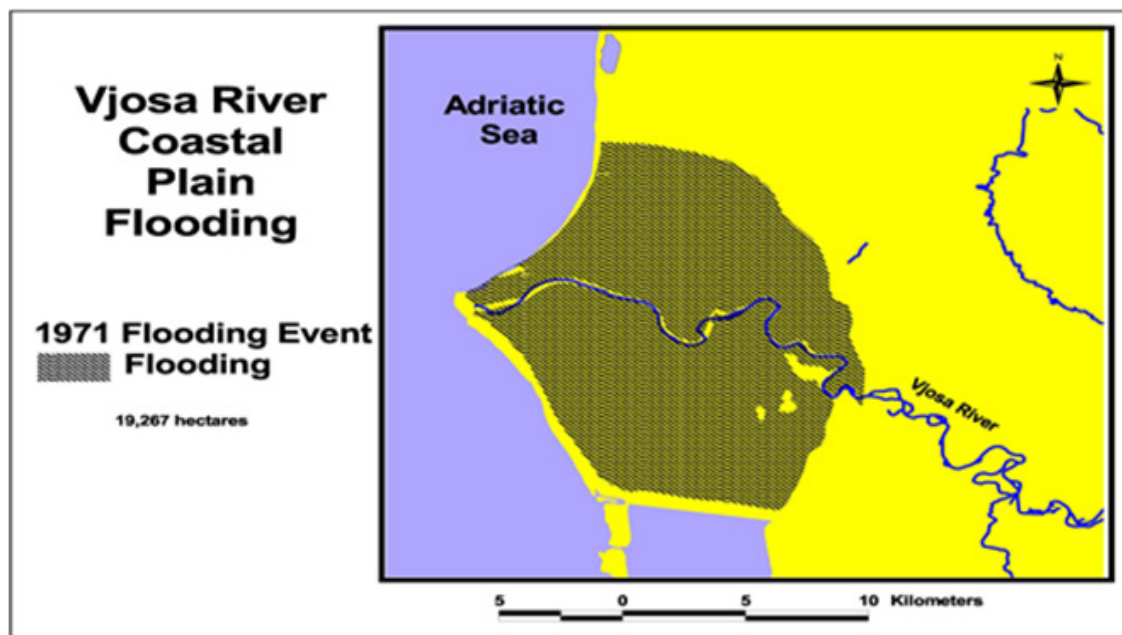 Vjosa River
Coastal
Plain
Flooding
1971 Flooding Event
Flooding
19,267 hectares
Adriatic
Sea
N
Vjosa River
5 0 5 10 Kilometers